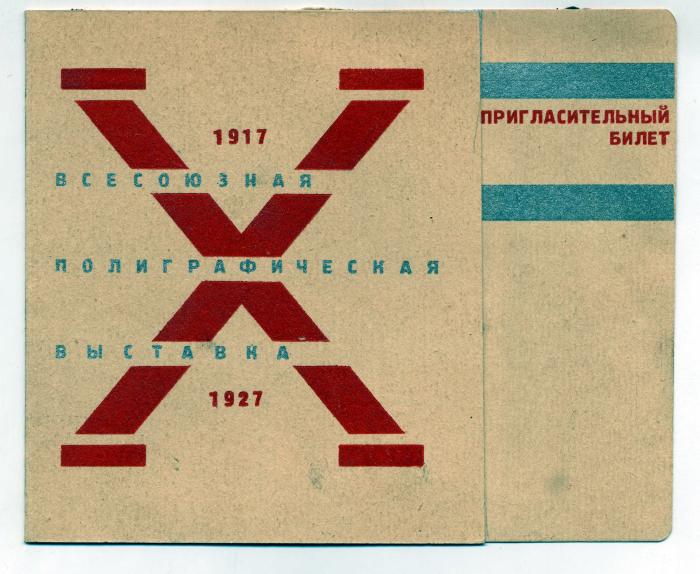 X
1917
ВСЕСОЮЗНАЯ
ПОЛИГРАФИЧЕСКАЯ
ВЫСТАВКА
1927
ПРИГЛАСИТЕЛЬНЫЙ
БИЛЕТ